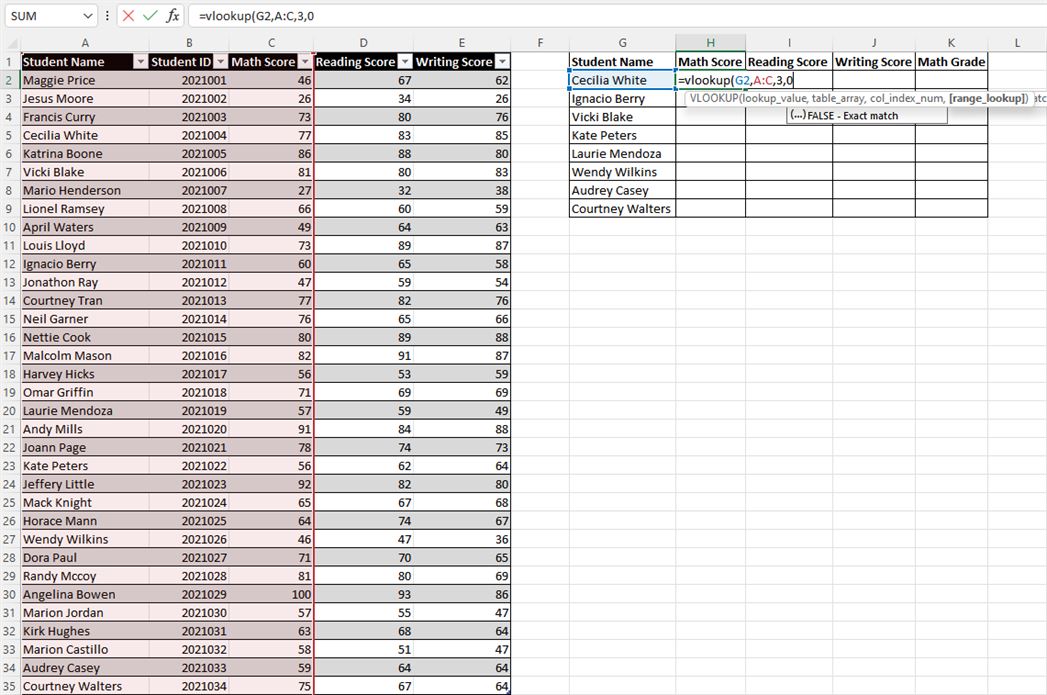 SUM fx =vlookup(G2,A:C,3,0
A B C D E F G H I J K L
1 Student Name Student ID Math Score Reading Score Writing Score Student Name Math Score Reading Score Writing Score Math Grade
2 Maggie Price 2021001 46 67 62 Cecilia White =vlookup(G2,A:C,3,0
3 Jesus Moore 2021002 26 34 26 Ignacio Berry VLOOKUP(lookup_value, table_array, col_index_num, [range_lookup])
4 Francis Curry 2021003 73 80 76 Vicki Blake (...)FALSE - Exact match
5 Cecilia White 2021004 77 83 85 Kate Peters
6 Katrina Boone 2021005 86 88 80 Laurie Mendoza
7 Vicki Blake 2021006 81 80 83 Wendy Wilkins
8 Mario Henderson 2021007 27 32 38 Audrey Casey
9 Lionel Ramsey 2021008 66 60 59 Courtney Walters
10 April Waters 2021009 49 64 63
11 Louis Lloyd 2021010 73 89 87
12 Ignacio Berry 2021011 60 65 58
13 Jonathon Ray 2021012 47 59 54
14 Courtney Tran 2021013 77 82 76
15 Neil Garner 2021014 76 65 66
16 Nettie Cook 2021015 80 89 88
17 Malcolm Mason 2021016 82 91 87
18 Harvey Hicks 2021017 56 53 59
19 Omar Griffin 2021018 71 69 69
20 Laurie Mendoza 2021019 57 59 49
21 Andy Mills 2021020 91 84 88
22 Joann Page 2021021 78 74 73
23 Kate Peters 2021022 56 62 64
24 Jeffery Little 2021023 92 82 80
25 Mack Knight 2021024 65 67 68
26 Horace Mann 2021025 64 74 67
27 Wendy Wilkins 2021026 46 47 36
28 Dora Paul 2021027 71 70 65
29 Randy Mccoy 2021028 81 80 69
30 Angelina Bowen 2021029 100 93 86
31 Marion Jordan 2021030 57 55 47
32 Kirk Hughes 2021031 63 68 64
33 Marion Castillo 2021032 58 51 47
34 Audrey Casey 2021033 59 64 64
35 Courtney Walters 2021034 75 67 64